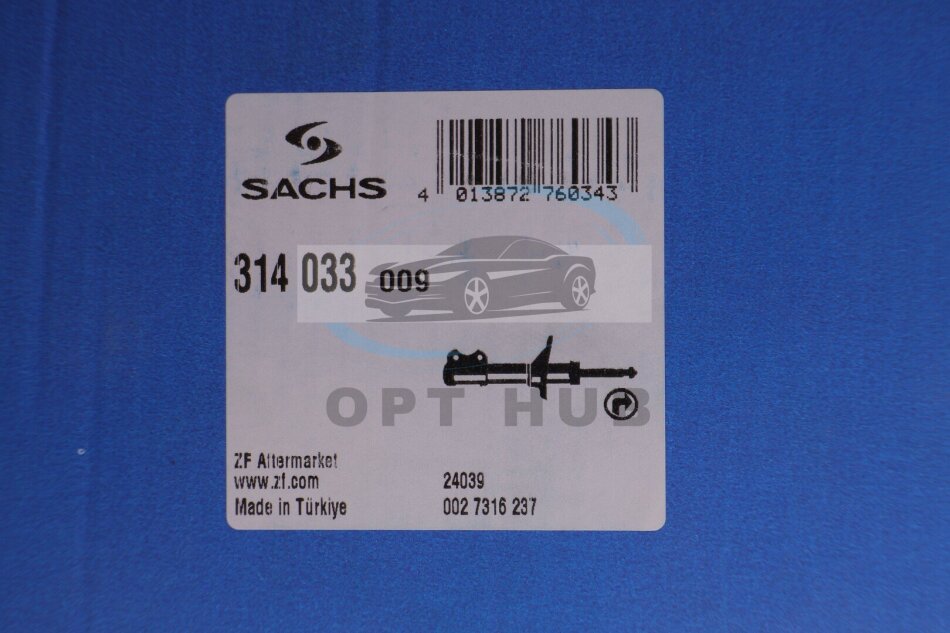 SACHS
4 013872 760343
314 033 009
OPT HUB
ZF Aftermarket
www.zf.com
24039
Made in Türkiye
002 7316 237